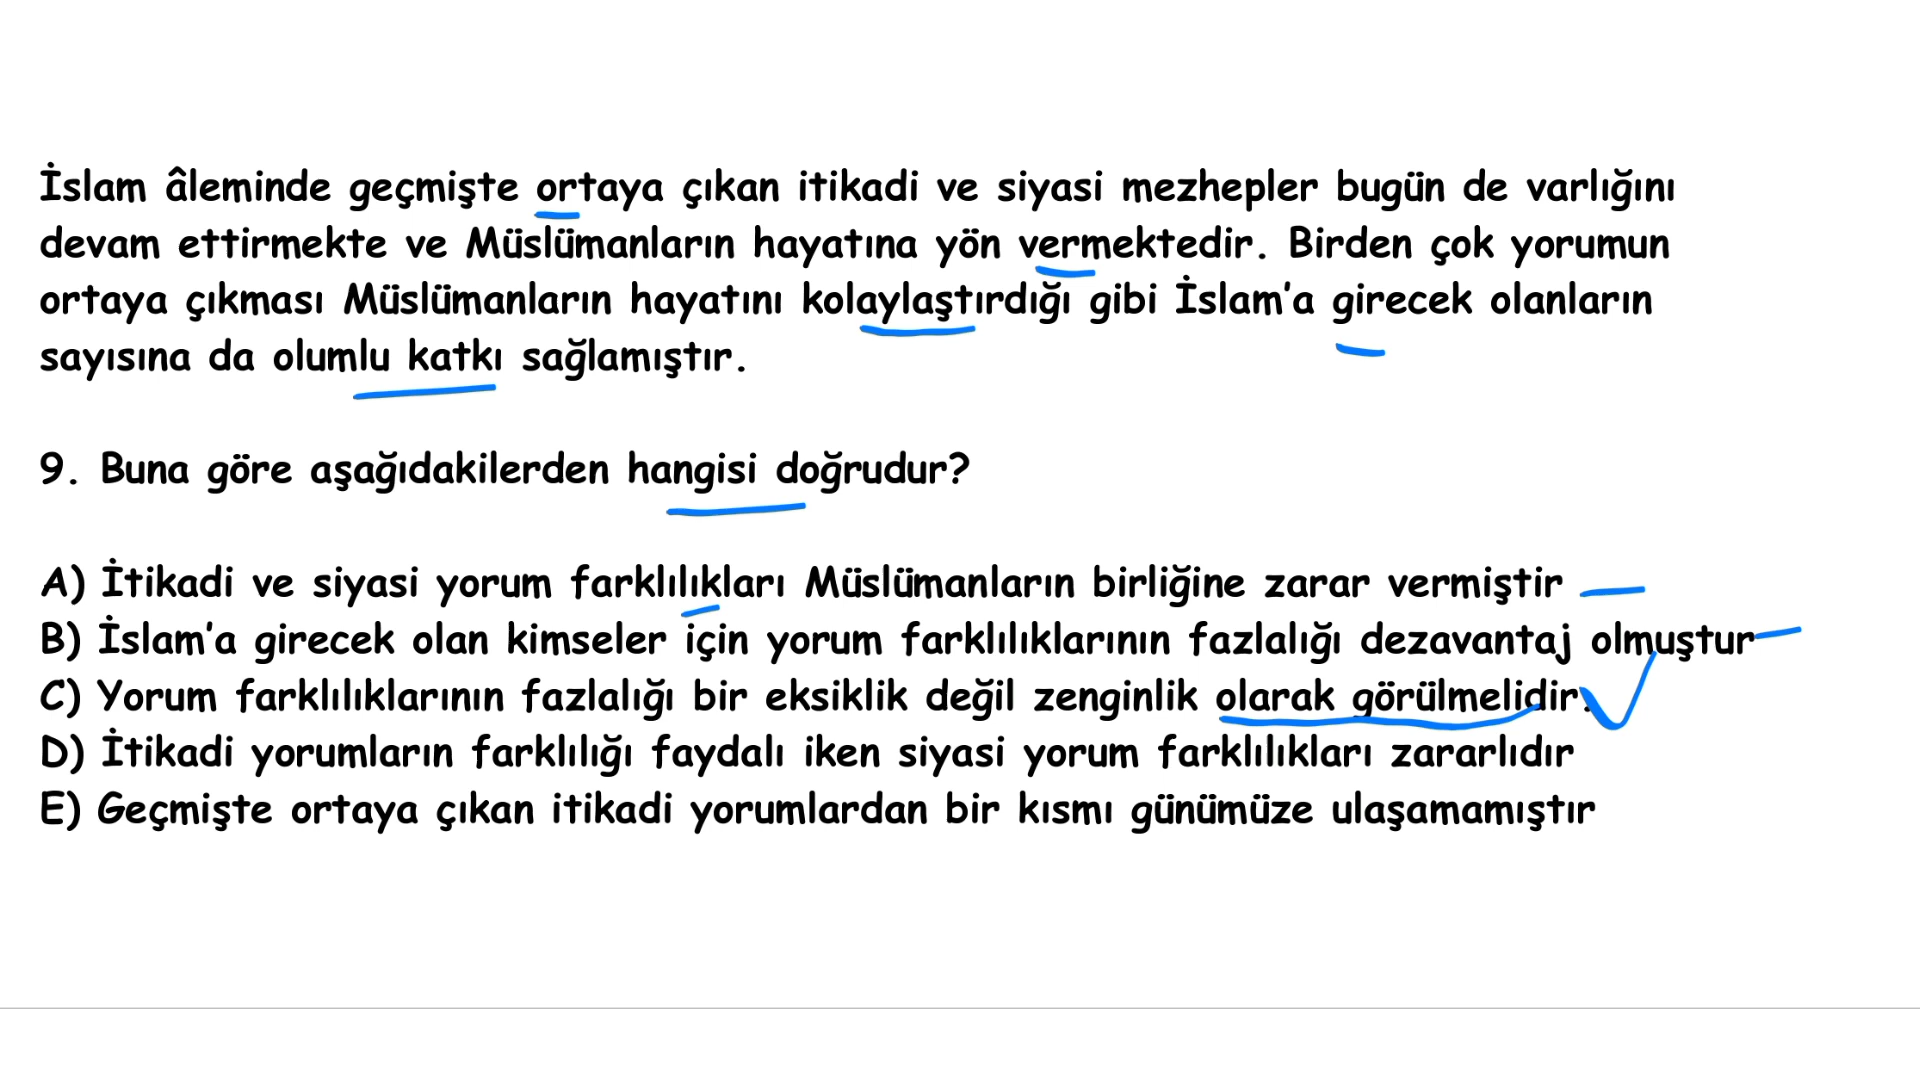 İslam âleminde geçmişte ortaya çıkan itikadi ve siyasi mezhepler bugün de varlığını
devam ettirmekte ve Müslümanların hayatına yön vermektedir. Birden çok yorumun
ortaya çıkması Müslümanların hayatını kolaylaştırdığı gibi İslam'a girecek olanların
sayısına da olumlu katkı sağlamıştır.
9. Buna göre aşağıdakilerden hangisi doğrudur?
A) İtikadi ve siyasi yorum farklılıkları Müslümanların birliğine zarar vermiştir
B) İslam'a girecek olan kimseler için yorum farklılıklarının fazlalığı dezavantaj olmuştur
C) Yorum farklılıklarının fazlalığı bir eksiklik değil zenginlik olarak görülmelidir.
D) İtikadi yorumların farklılığı faydalı iken siyasi yorum farklılıkları zararlıdır
E) Geçmişte ortaya çıkan itikadi yorumlardan bir kısmı günümüze ulaşamamıştır